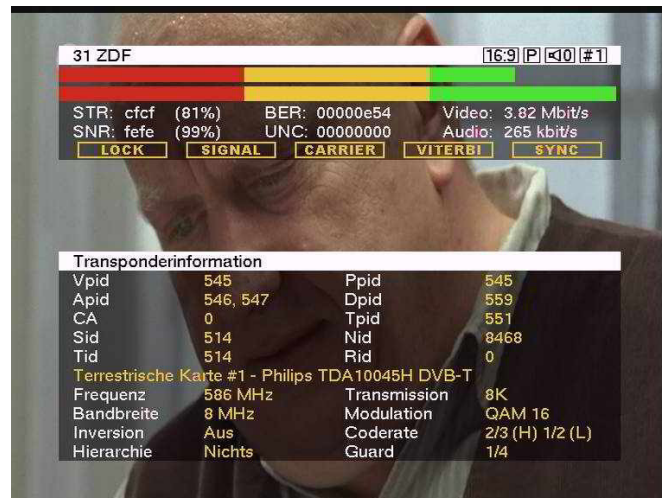 31 ZDF 16:9 P 0 #1
STR: cfcf (81%) BER: 00000e54 Video: 3.82 Mbit/s
SNR: fefe (99%) UNC: 00000000 Audio: 265 kbit/s
LOCK SIGNAL CARRIER VITERBI SYNC
Transponderinformation
Vpid 545 Ppid 545
Apid 546, 547 Dpid 559
CA 0 Tpid 551
Sid 514 Nid 8468
Tid 514 Rid 0
Terrestrische Karte #1 - Philips TDA10045H DVB-T
Frequenz 586 MHz Transmission 8K
Bandbreite 8 MHz Modulation QAM 16
Inversion Aus Coderate 2/3 (H) 1/2 (L)
Hierarchie Nichts Guard 1/4